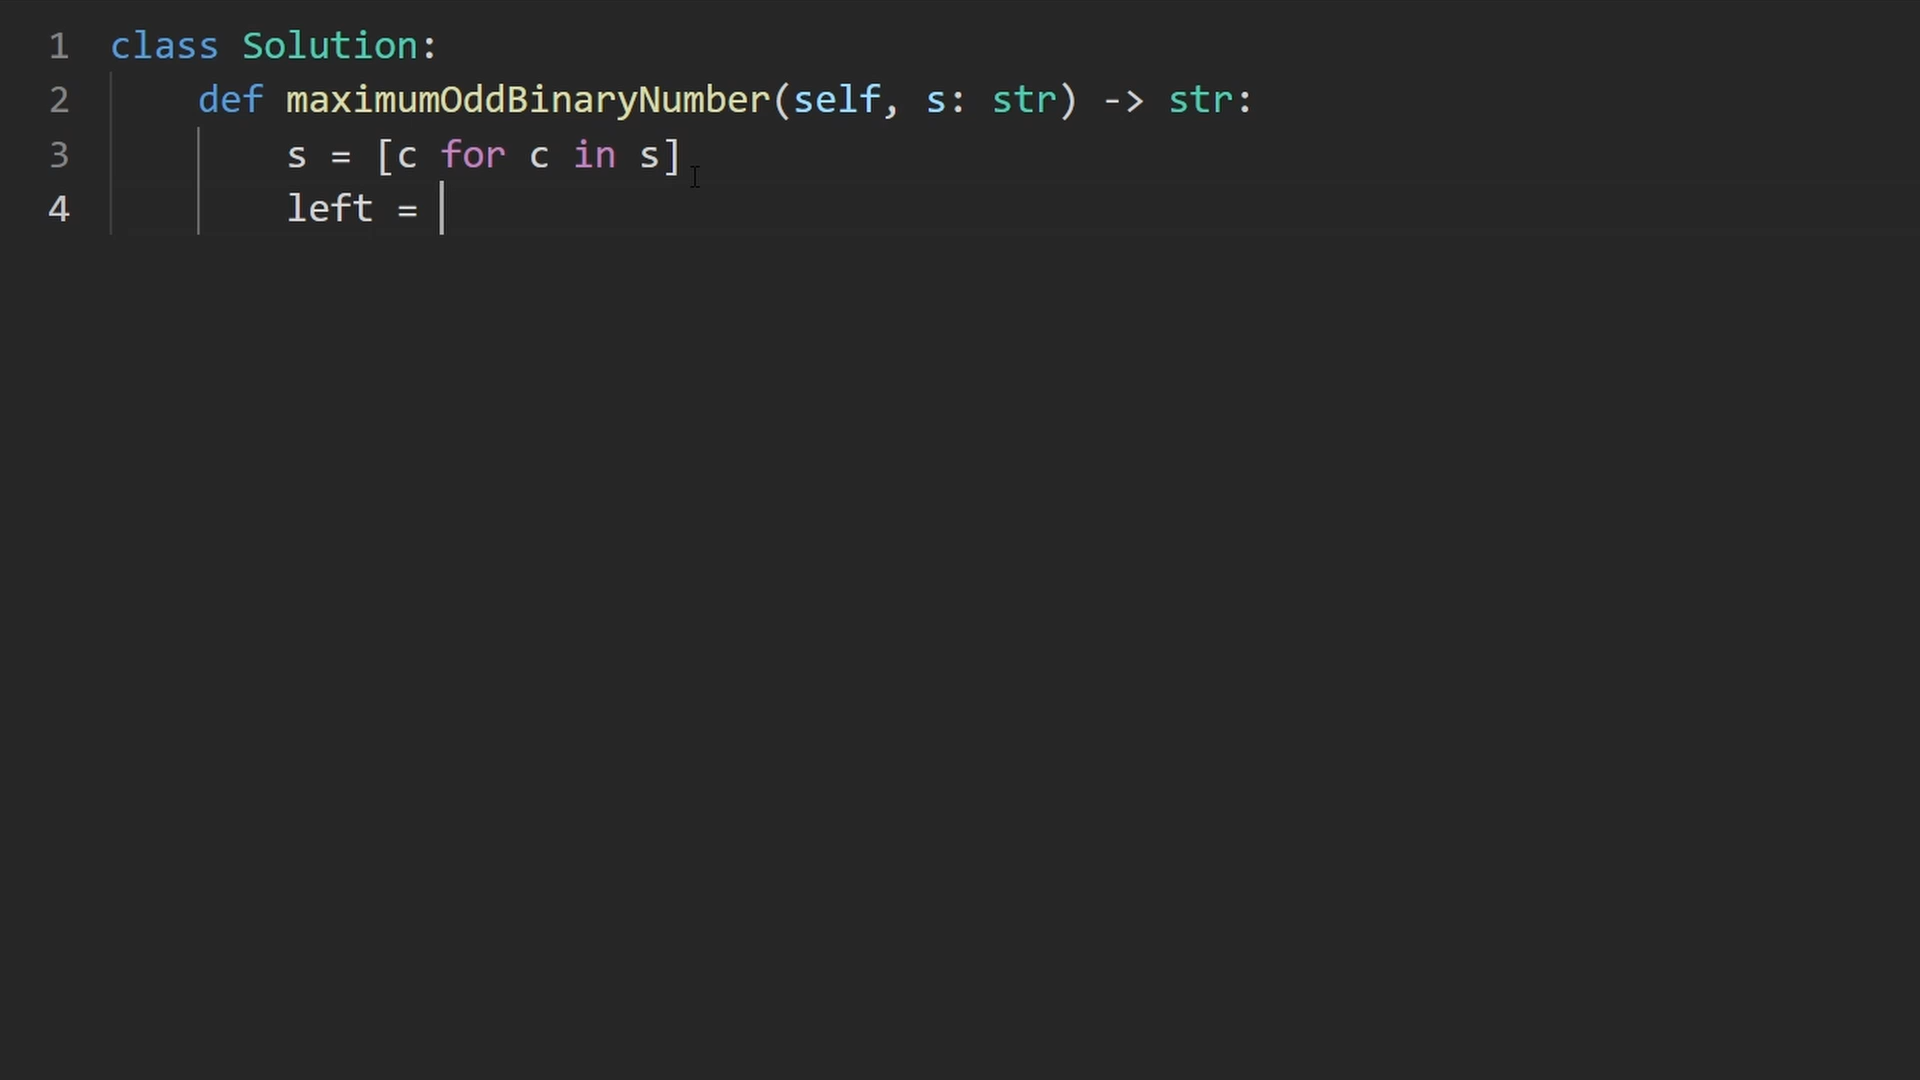 1 class Solution:
2     def maximumOddBinaryNumber(self, s: str) -> str:
3         s = [c for c in s]
4         left =